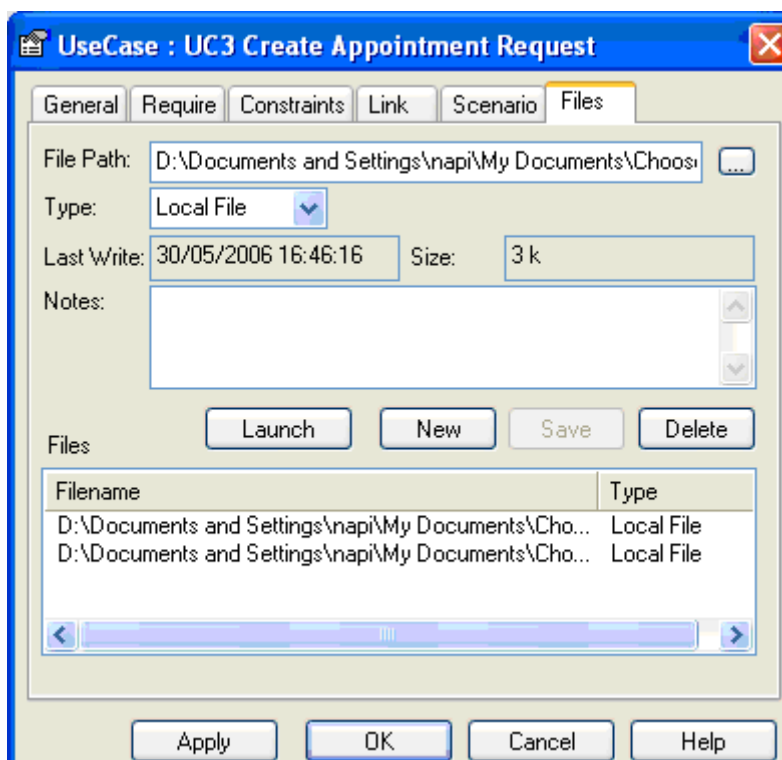 UseCase : UC3 Create Appointment Request
General Require Constraints Link Scenario Files
File Path: D:\Documents and Settings\napi\My Documents\Choos ...
Type: Local File
Last Write: 30/05/2006 16:46:16 Size: 3 k
Notes:
Launch New Save Delete
Files
Filename Type
D:\Documents and Settings\napi\My Documents\Cho... Local File
D:\Documents and Settings\napi\My Documents\Cho... Local File
Apply OK Cancel Help